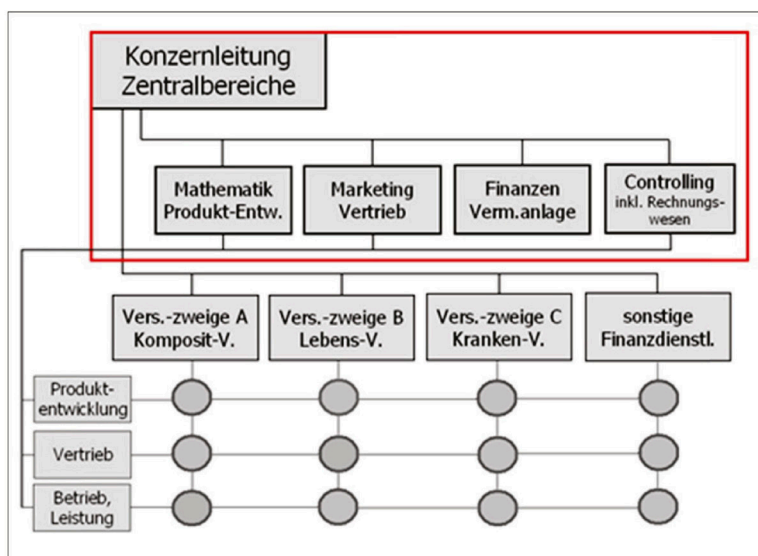 Konzernleitung
Zentralbereiche
Mathematik
Produkt-Entw.
Marketing
Vertrieb
Finanzen
Verm.anlage
Controlling
inkl. Rechnungs-
wesen
Vers.-zweige A
Komposit-V.
Vers.-zweige B
Lebens-V.
Vers.-zweige C
Kranken-V.
sonstige
Finanzdienstl.
Produkt-
entwicklung
Vertrieb
Betrieb,
Leistung